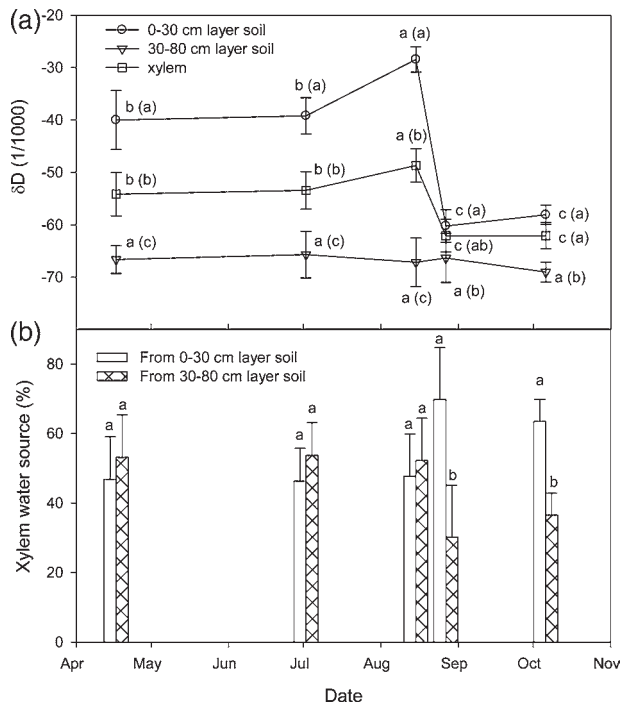 (a)
-20
-30
-40
-50
-60
-70
δD (1/1000)
0-30 cm layer soil
30-80 cm layer soil
xylem
a (a)
b (a)
b (a)
a (b)
b (b)
b (b)
c (a)
c (a)
a (c)
a (c)
c (ab)
c (a)
a (c)
a (b)
a (b)
(b)
80
60
40
20
0
Xylem water source (%)
From 0-30 cm layer soil
From 30-80 cm layer soil
a
a
a
a
a
a
a
b
a
b
Apr May Jun Jul Aug Sep Oct Nov
Date